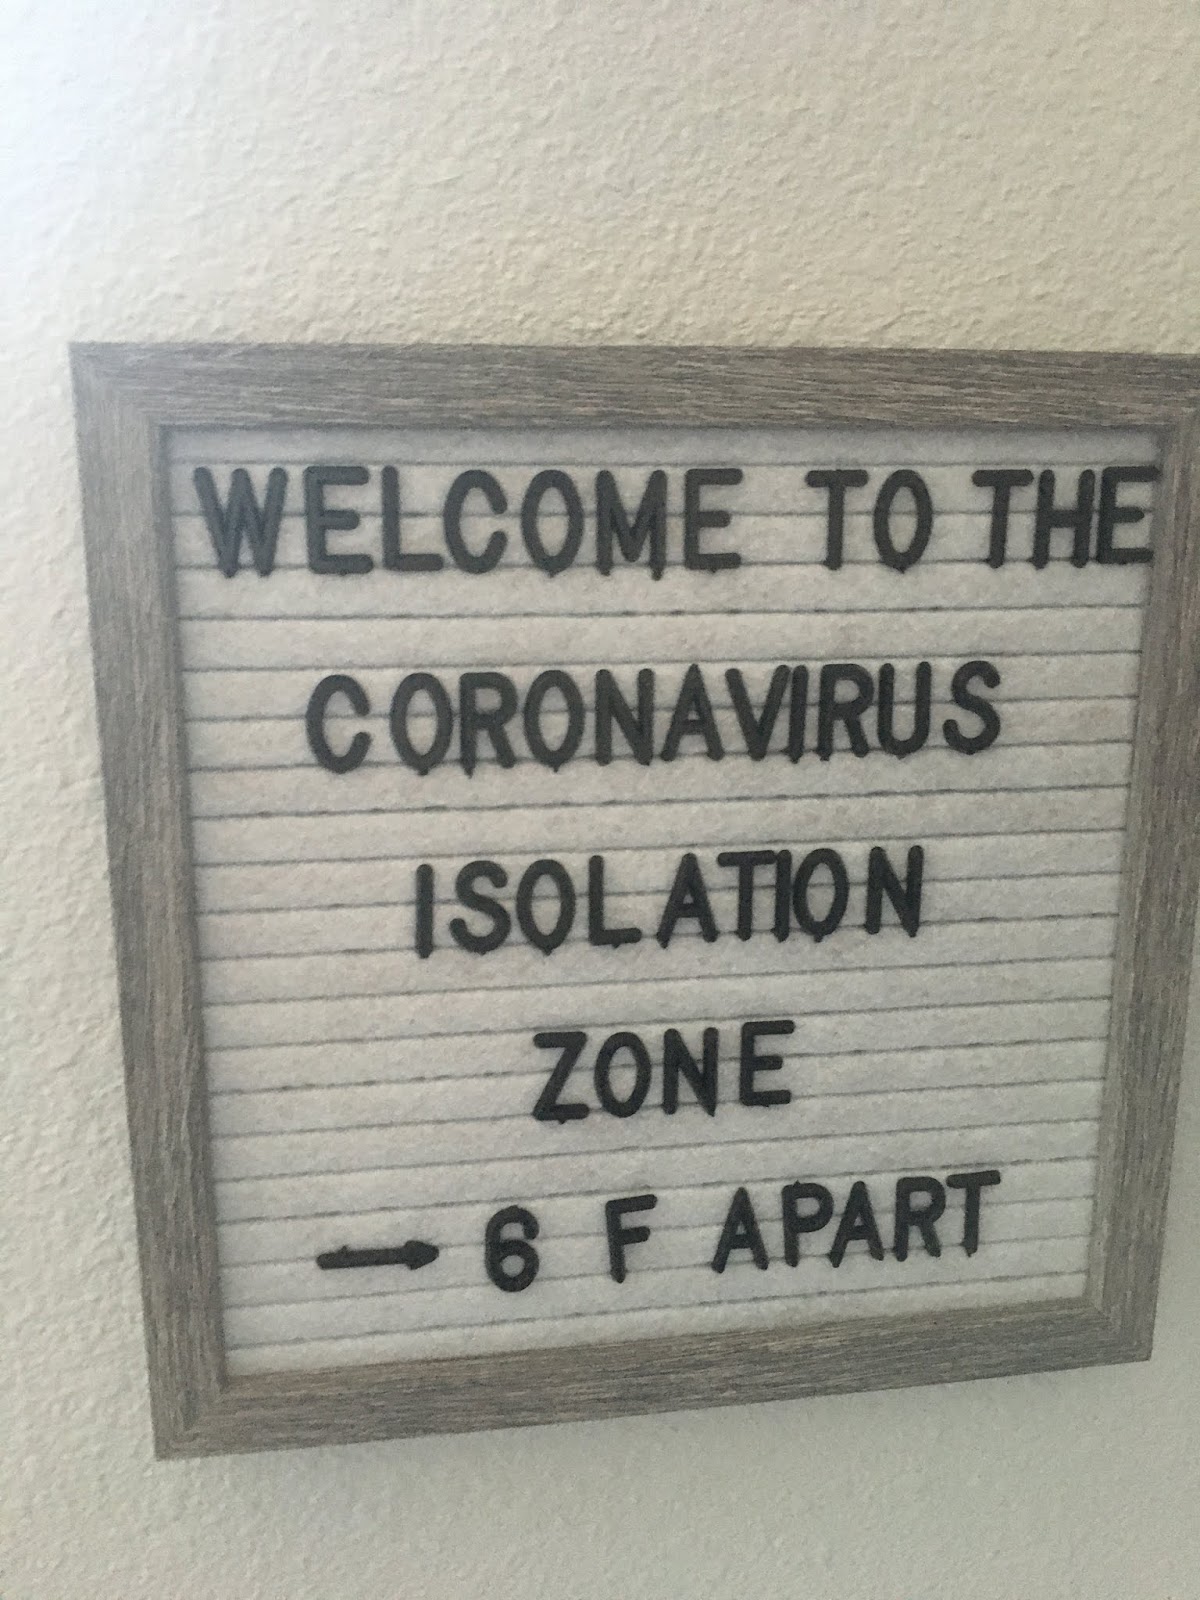 WELCOME TO THE
CORONAVIRUS
ISOLATION
ZONE
→ 6 F APART